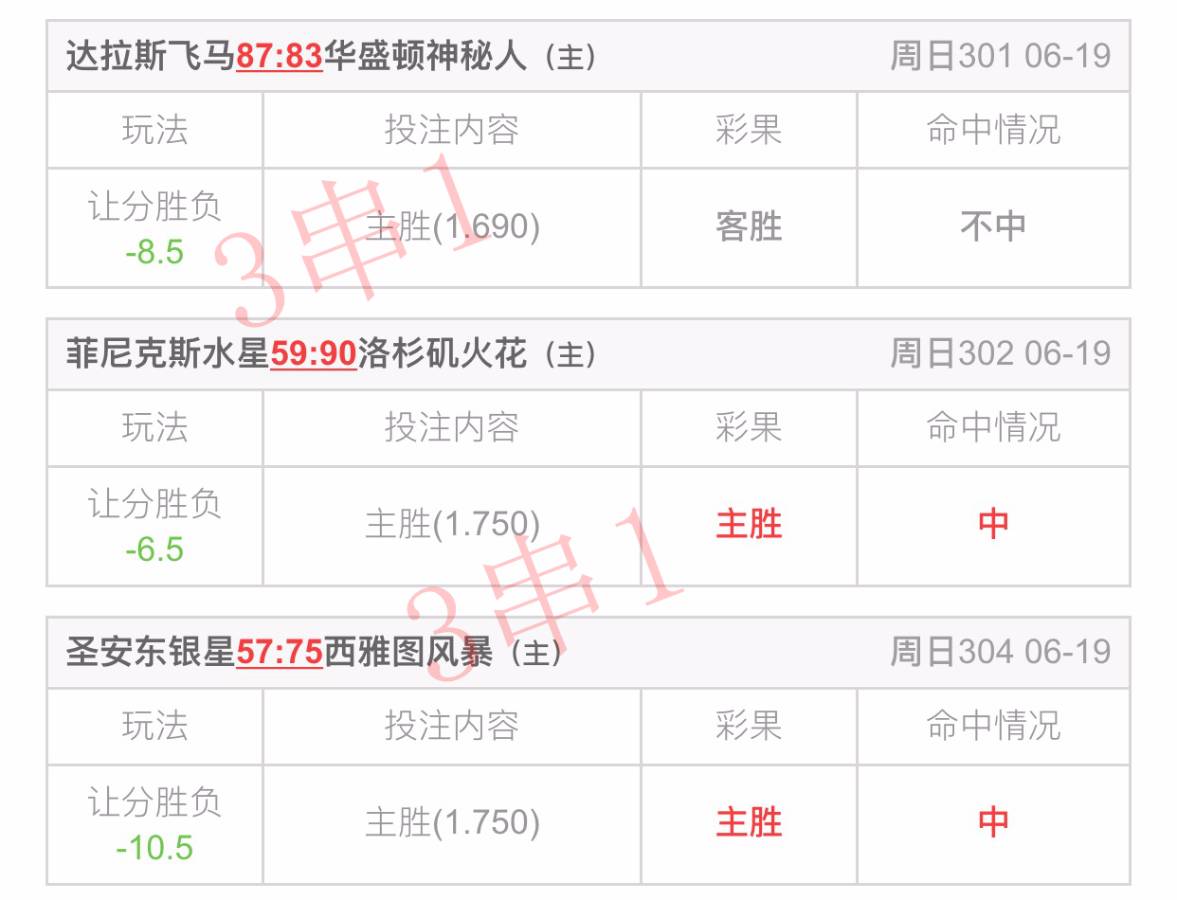 达拉斯飞马87:83华盛顿神秘人（主） 周日301 06-19
玩法 投注内容 彩果 命中情况
让分胜负
-8.5 主胜(1.690) 客胜 不中
3串1
菲尼克斯水星59:90洛杉矶火花（主） 周日302 06-19
玩法 投注内容 彩果 命中情况
让分胜负
-6.5 主胜(1.750) 主胜 中
3串1
圣安东银星57:75西雅图风暴（主） 周日304 06-19
玩法 投注内容 彩果 命中情况
让分胜负
-10.5 主胜(1.750) 主胜 中